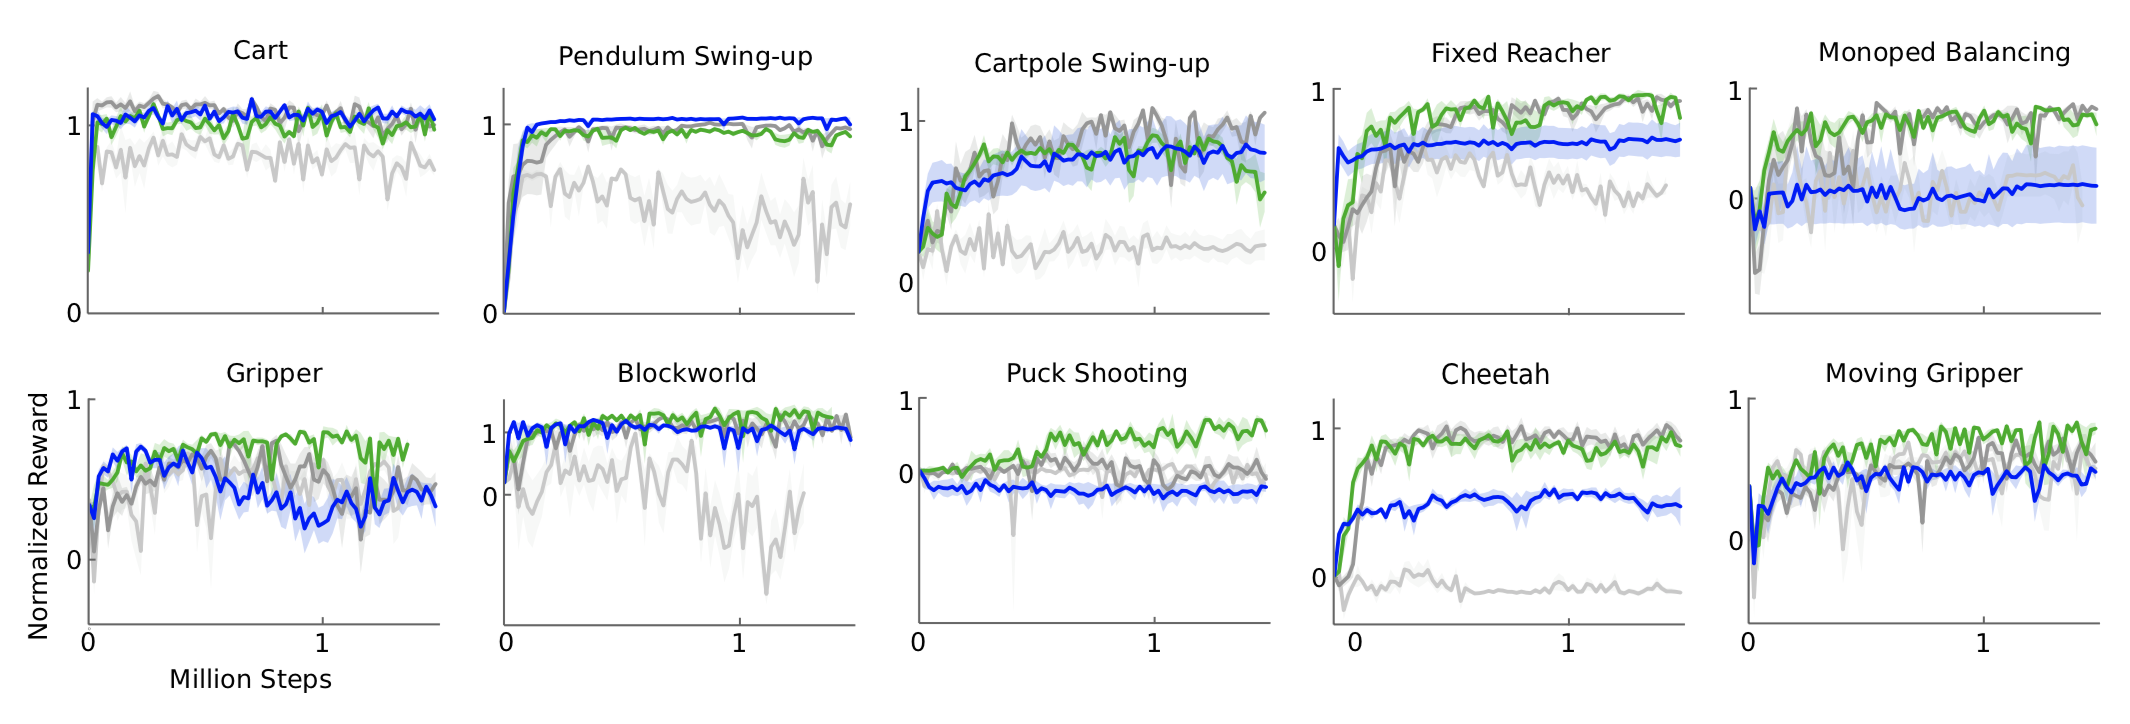 Cart
Pendulum Swing-up
Cartpole Swing-up
Fixed Reacher
Monoped Balancing
1
0
1
0
1
0
1
0
1
0
Gripper
Blockworld
Puck Shooting
Cheetah
Moving Gripper
Normalized Reward
1
0
1
0
1
0
1
0
1
0
0 1
0 1
0 1
0 1
0 1
Million Steps